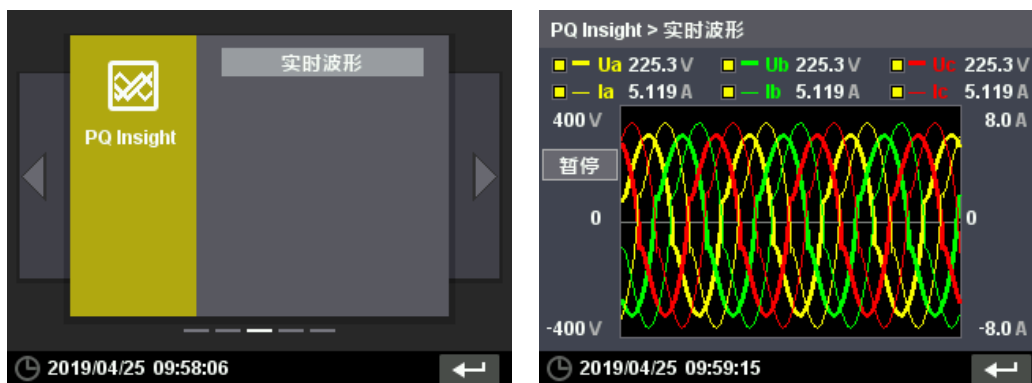 实时波形
PQ Insight
2019/04/25 09:58:06
PQ Insight > 实时波形
Ua 225.3 V Ub 225.3 V Uc 225.3 V
Ia 5.119 A Ib 5.119 A Ic 5.119 A
400 V 8.0 A
暂停
0 0
-400 V -8.0 A
2019/04/25 09:59:15